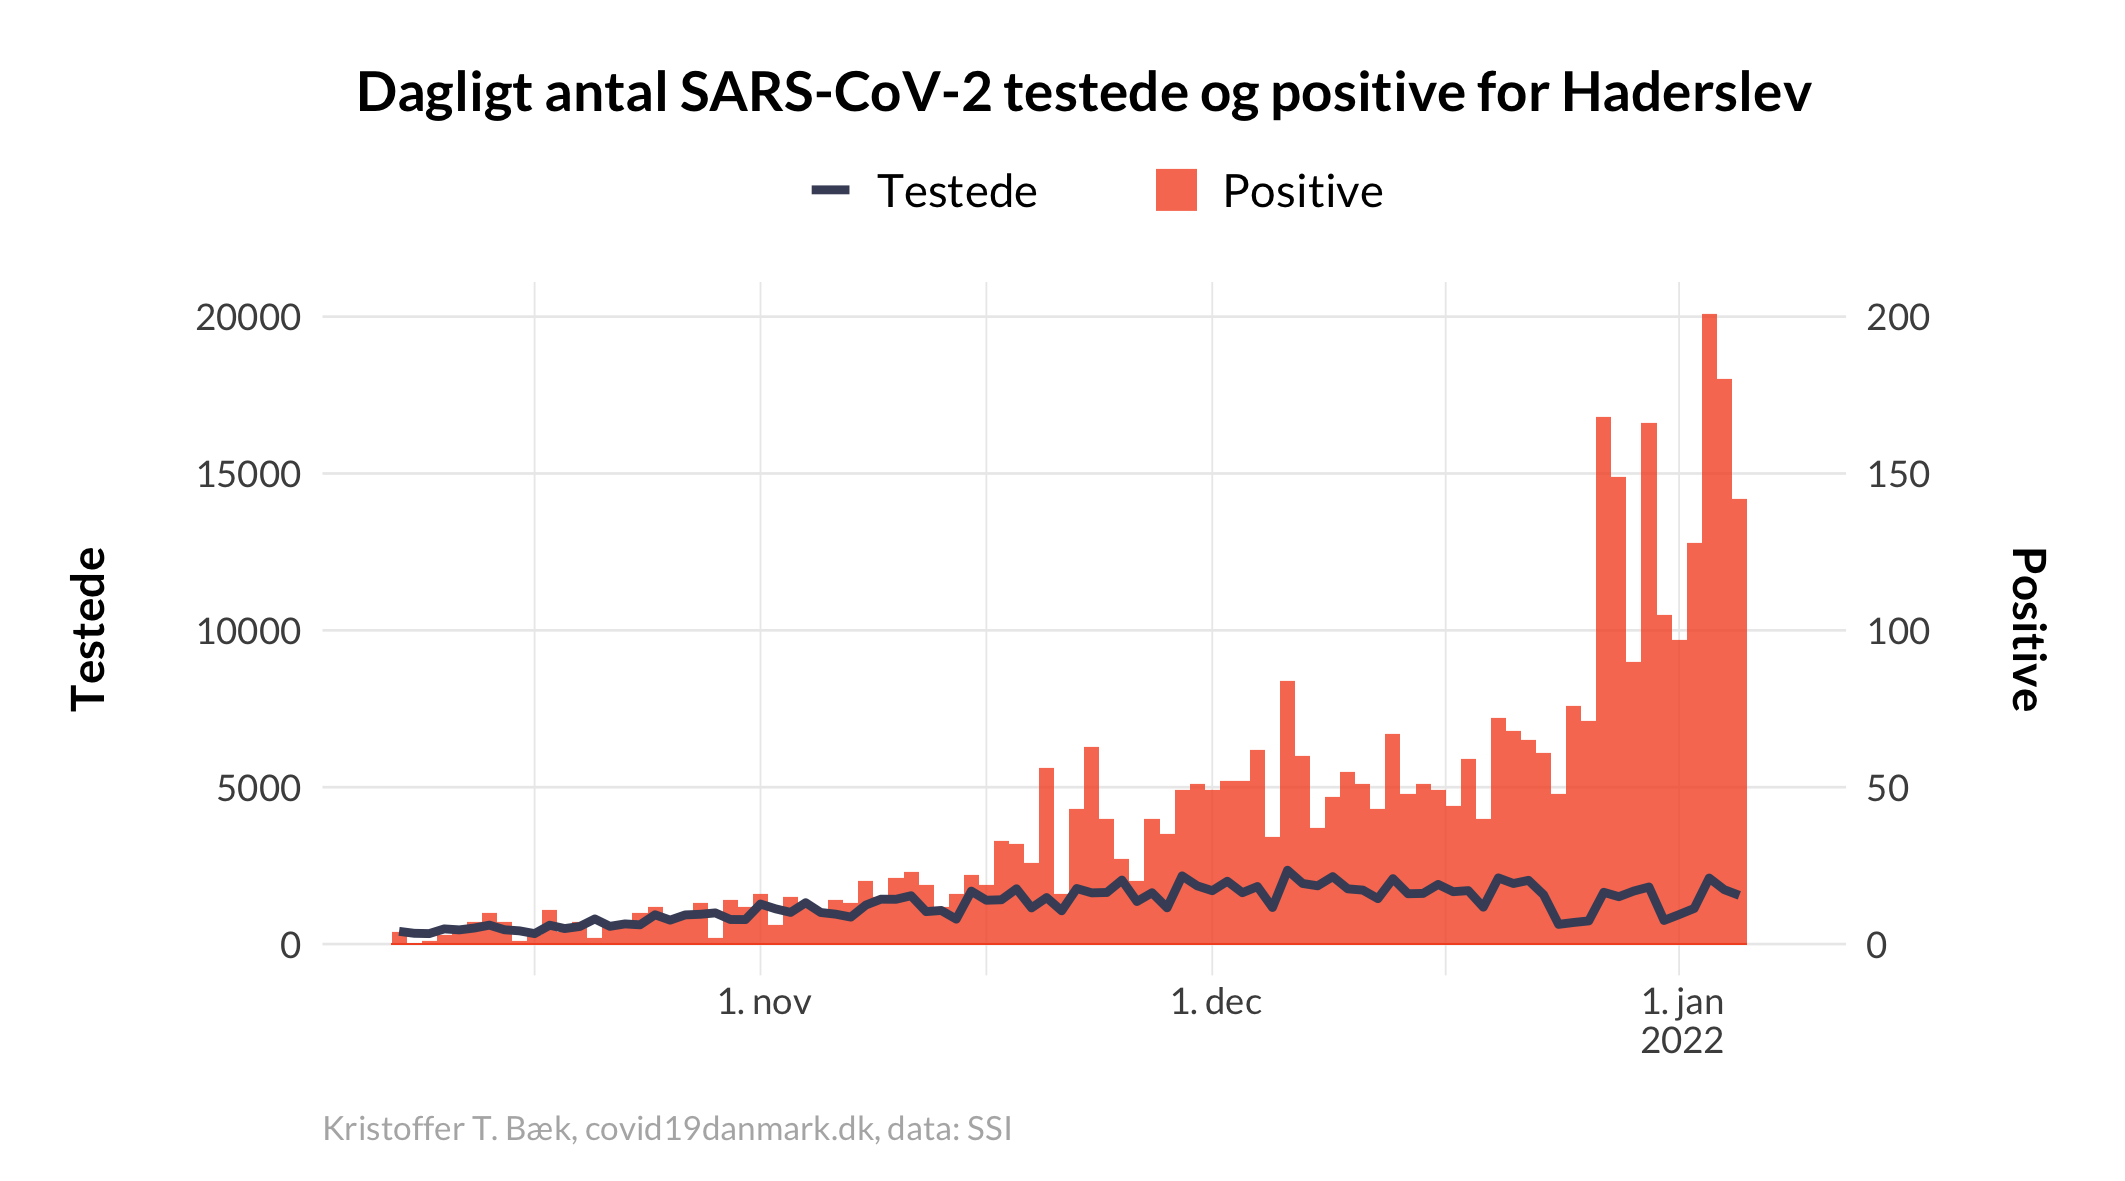 Dagligt antal SARS-CoV-2 testede og positive for Haderslev
Testede Positive
20000 200
15000 150
10000 100
5000 50
0 0
Testede
Positive
1. nov 1. dec 1. jan
2022
Kristoffer T. Bæk, covid19danmark.dk, data: SSI